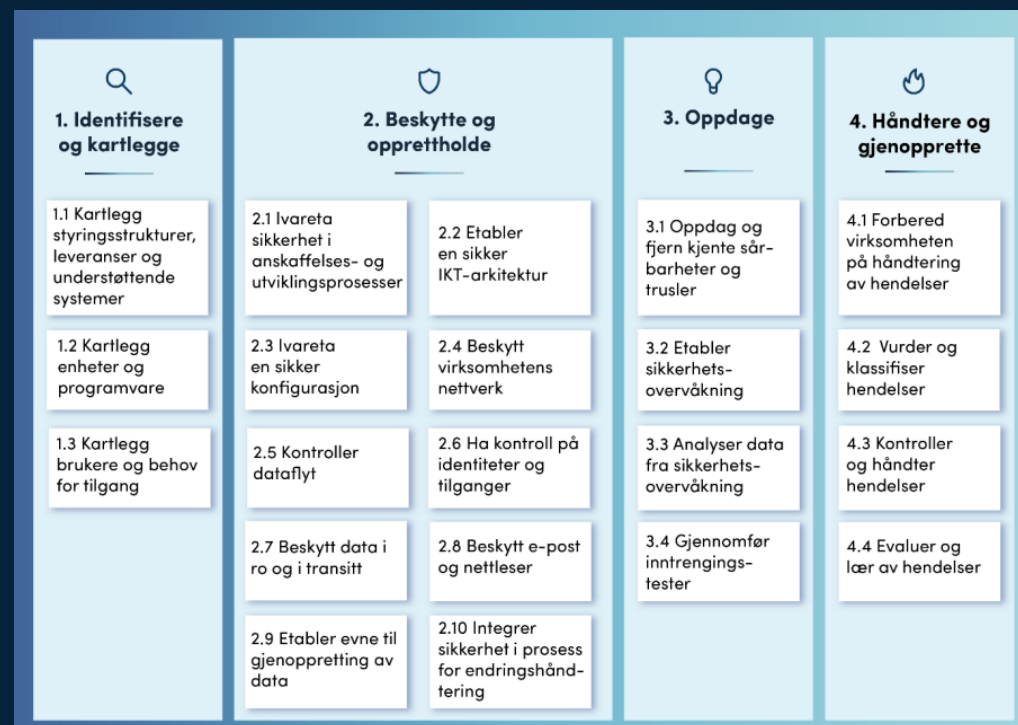 1. Identifisere
og kartlegge
1.1 Kartlegg
styringsstrukturer,
leveranser og
understøttende
systemer
1.2 Kartlegg
enheter og
programvare
1.3 Kartlegg
brukere og behov
for tilgang
2. Beskytte og
opprettholde
2.1 Ivareta
sikkerhet i
anskaffelses- og
utviklingsprosesser
2.2 Etabler
en sikker
IKT-arkitektur
2.3 Ivareta
en sikker
konfigurasjon
2.4 Beskytt
virksomhetens
nettverk
2.5 Kontroller
dataflyt
2.6 Ha kontroll på
identiteter og
tilganger
2.7 Beskytt data i
ro og i transitt
2.8 Beskytt e-post
og nettleser
2.9 Etabler evne til
gjenoppretting av
data
2.10 Integrer
sikkerhet i prosess
for endringshånd-
tering
3. Oppdage
3.1 Oppdag og
fjern kjente sår-
barheter og
trusler
3.2 Etabler
sikkerhets-
overvåkning
3.3 Analyser data
fra sikkerhets-
overvåkning
3.4 Gjennomfør
inntrengings-
tester
4. Håndtere og
gjenopprette
4.1 Forbered
virksomheten
på håndtering
av hendelser
4.2 Vurder og
klassifiser
hendelser
4.3 Kontroller
og håndter
hendelser
4.4 Evaluer og
lær av hendelser